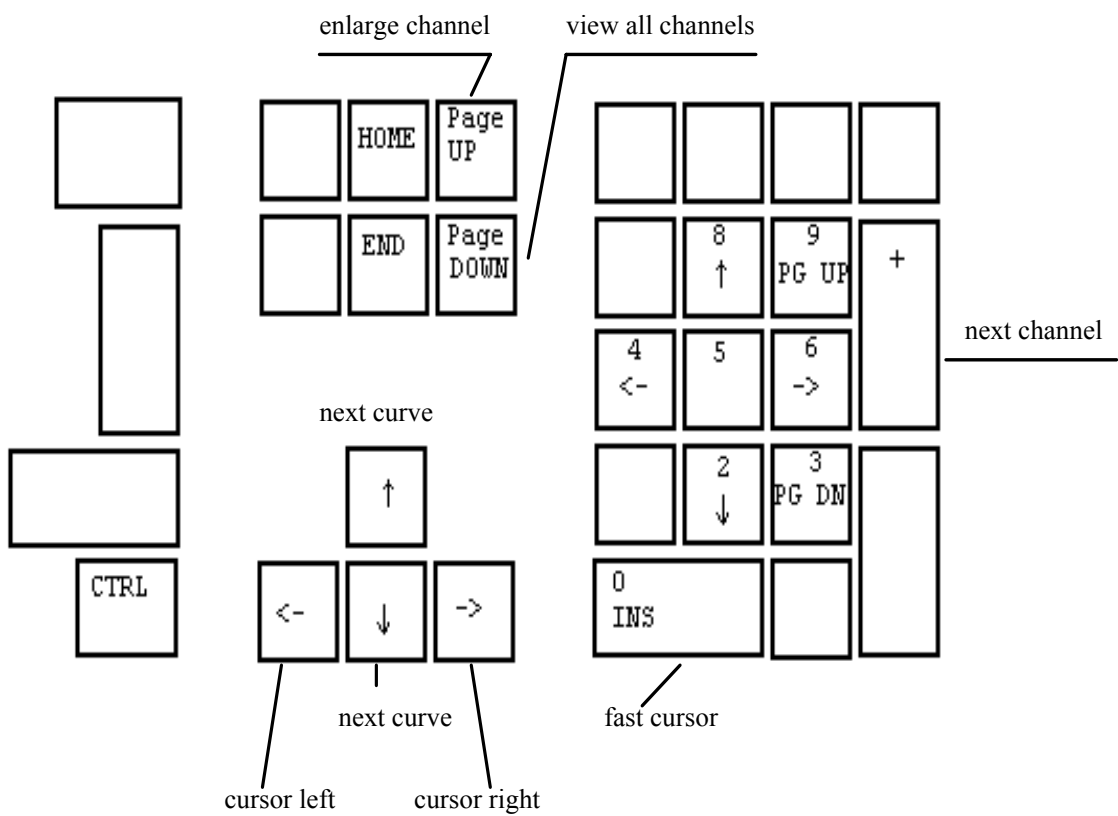 enlarge channel
view all channels
HOME
Page
UP
END
Page
DOWN
8
↑
9
PG UP
+
4
<-
5
6
->
next channel
next curve
↑
2
↓
3
PG DN
CTRL
<-
↓
->
0
INS
next curve
fast cursor
cursor left
cursor right